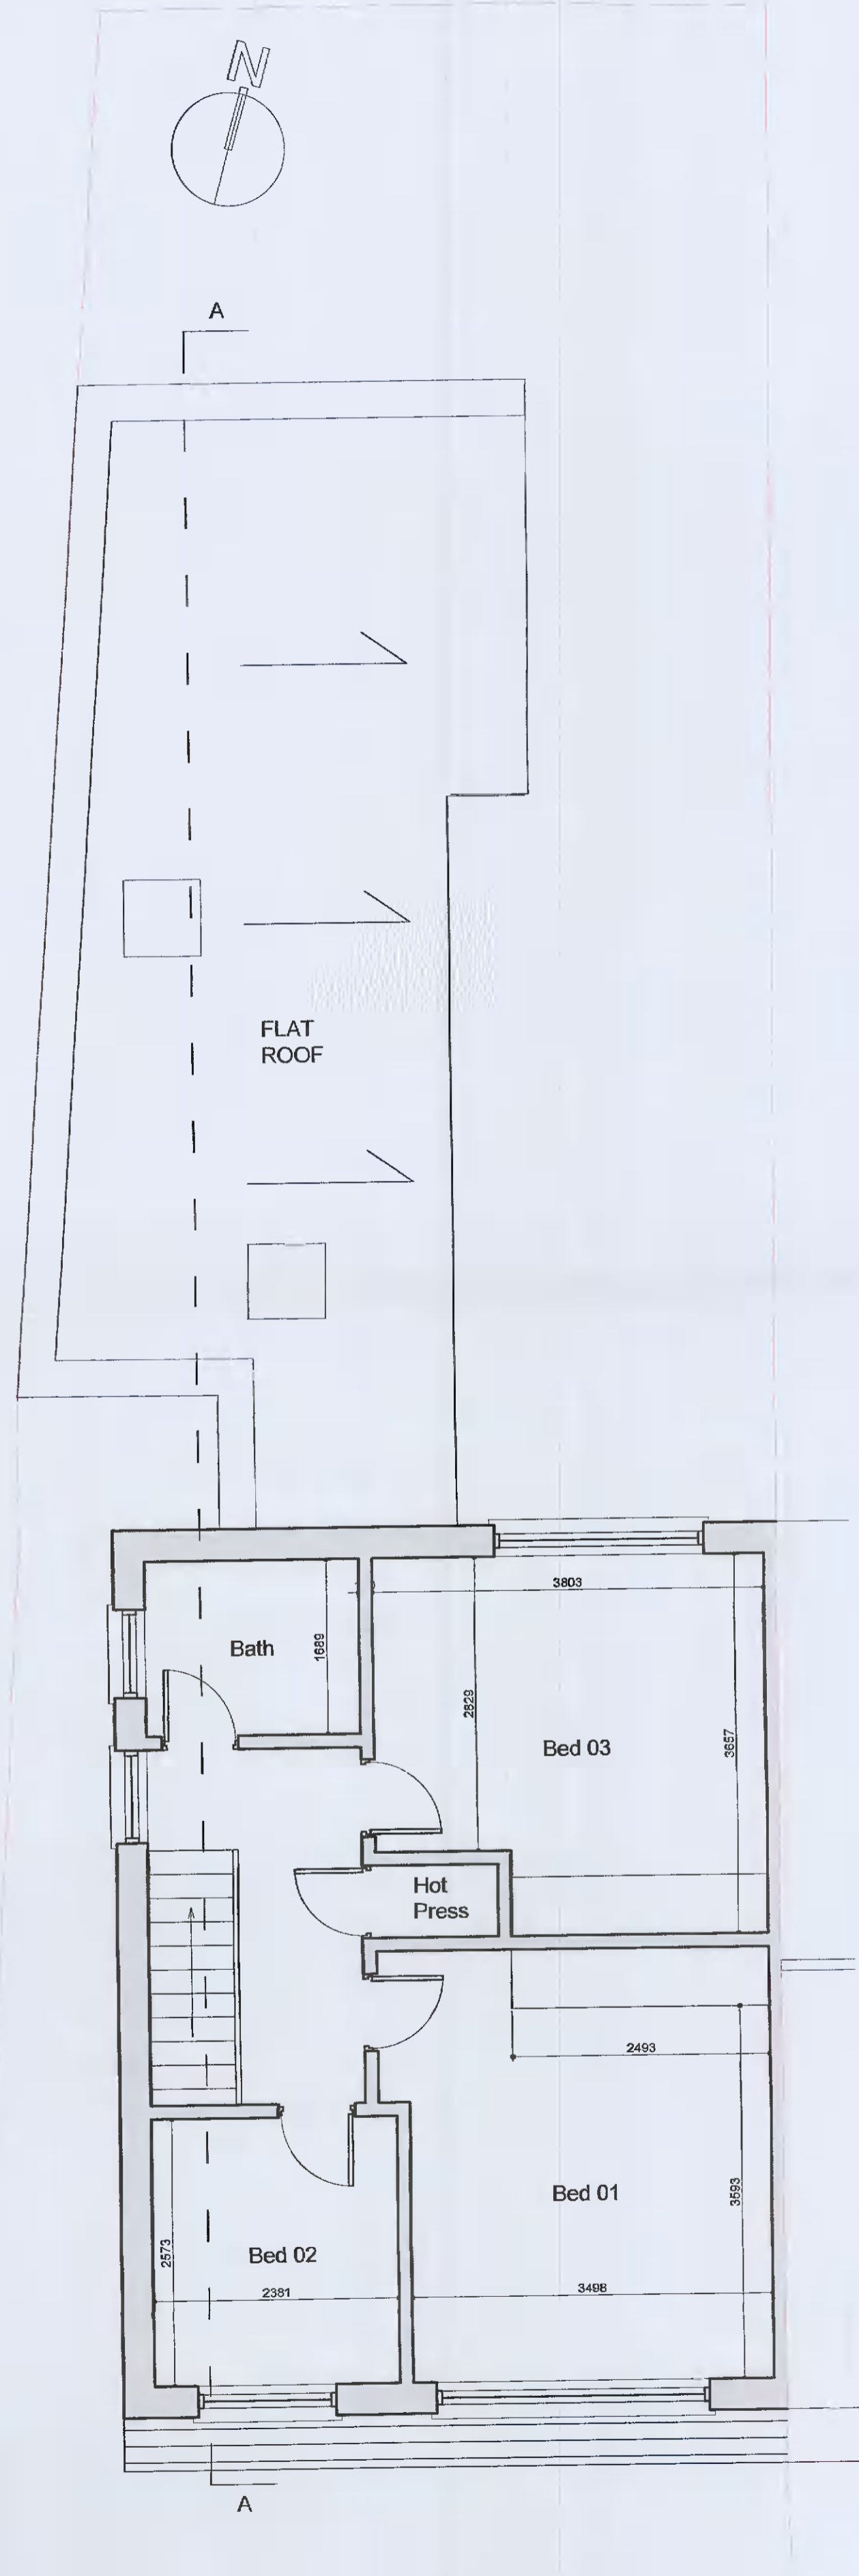 N
A
FLAT
ROOF
3803
Bath
1689
2829
Bed 03
3657
Hot
Press
2493
Bed 01
3593
2573
Bed 02
2381
3498
A